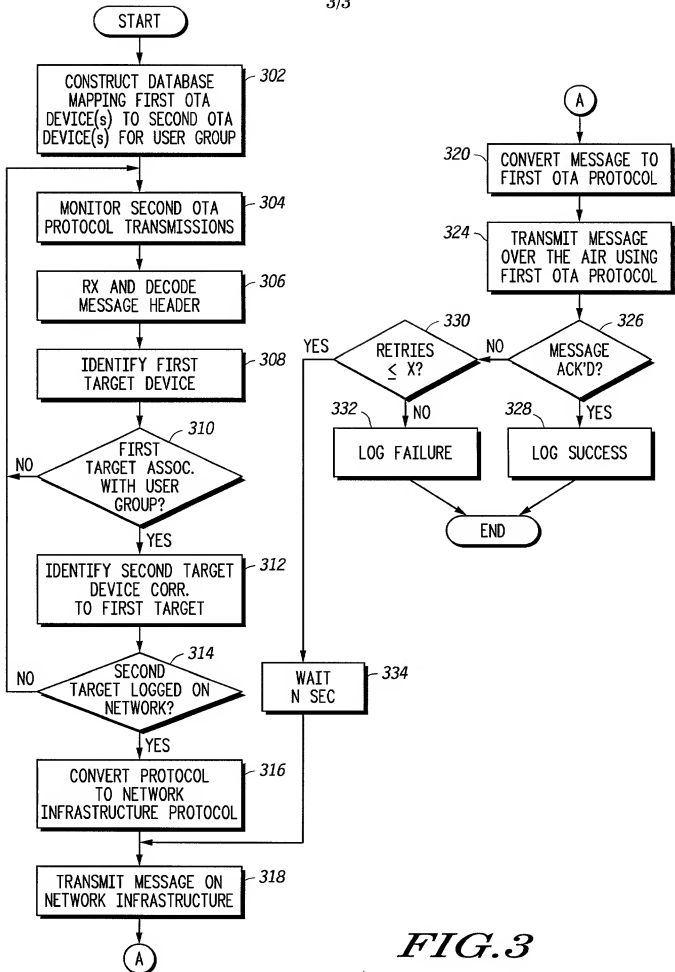 3/3
START
CONSTRUCT DATABASE
MAPPING FIRST OTA
DEVICE(s) TO SECOND OTA
DEVICE(s) FOR USER GROUP
302
MONITOR SECOND OTA
PROTOCOL TRANSMISSIONS
304
RX AND DECODE
MESSAGE HEADER
306
IDENTIFY FIRST
TARGET DEVICE
308
FIRST
TARGET ASSOC.
WITH USER
GROUP?
310
NO
YES
IDENTIFY SECOND TARGET
DEVICE CORR.
TO FIRST TARGET
312
SECOND
TARGET LOGGED ON
NETWORK?
314
NO
YES
CONVERT PROTOCOL
TO NETWORK
INFRASTRUCTURE PROTOCOL
316
TRANSMIT MESSAGE ON
NETWORK INFRASTRUCTURE
318
A
A
320
CONVERT MESSAGE TO
FIRST OTA PROTOCOL
324
TRANSMIT MESSAGE
OVER THE AIR USING
FIRST OTA PROTOCOL
326
MESSAGE
ACK'D?
NO
YES
330
RETRIES
≤ X?
YES
NO
332
LOG FAILURE
328
LOG SUCCESS
END
WAIT
N SEC
334
FIG.3